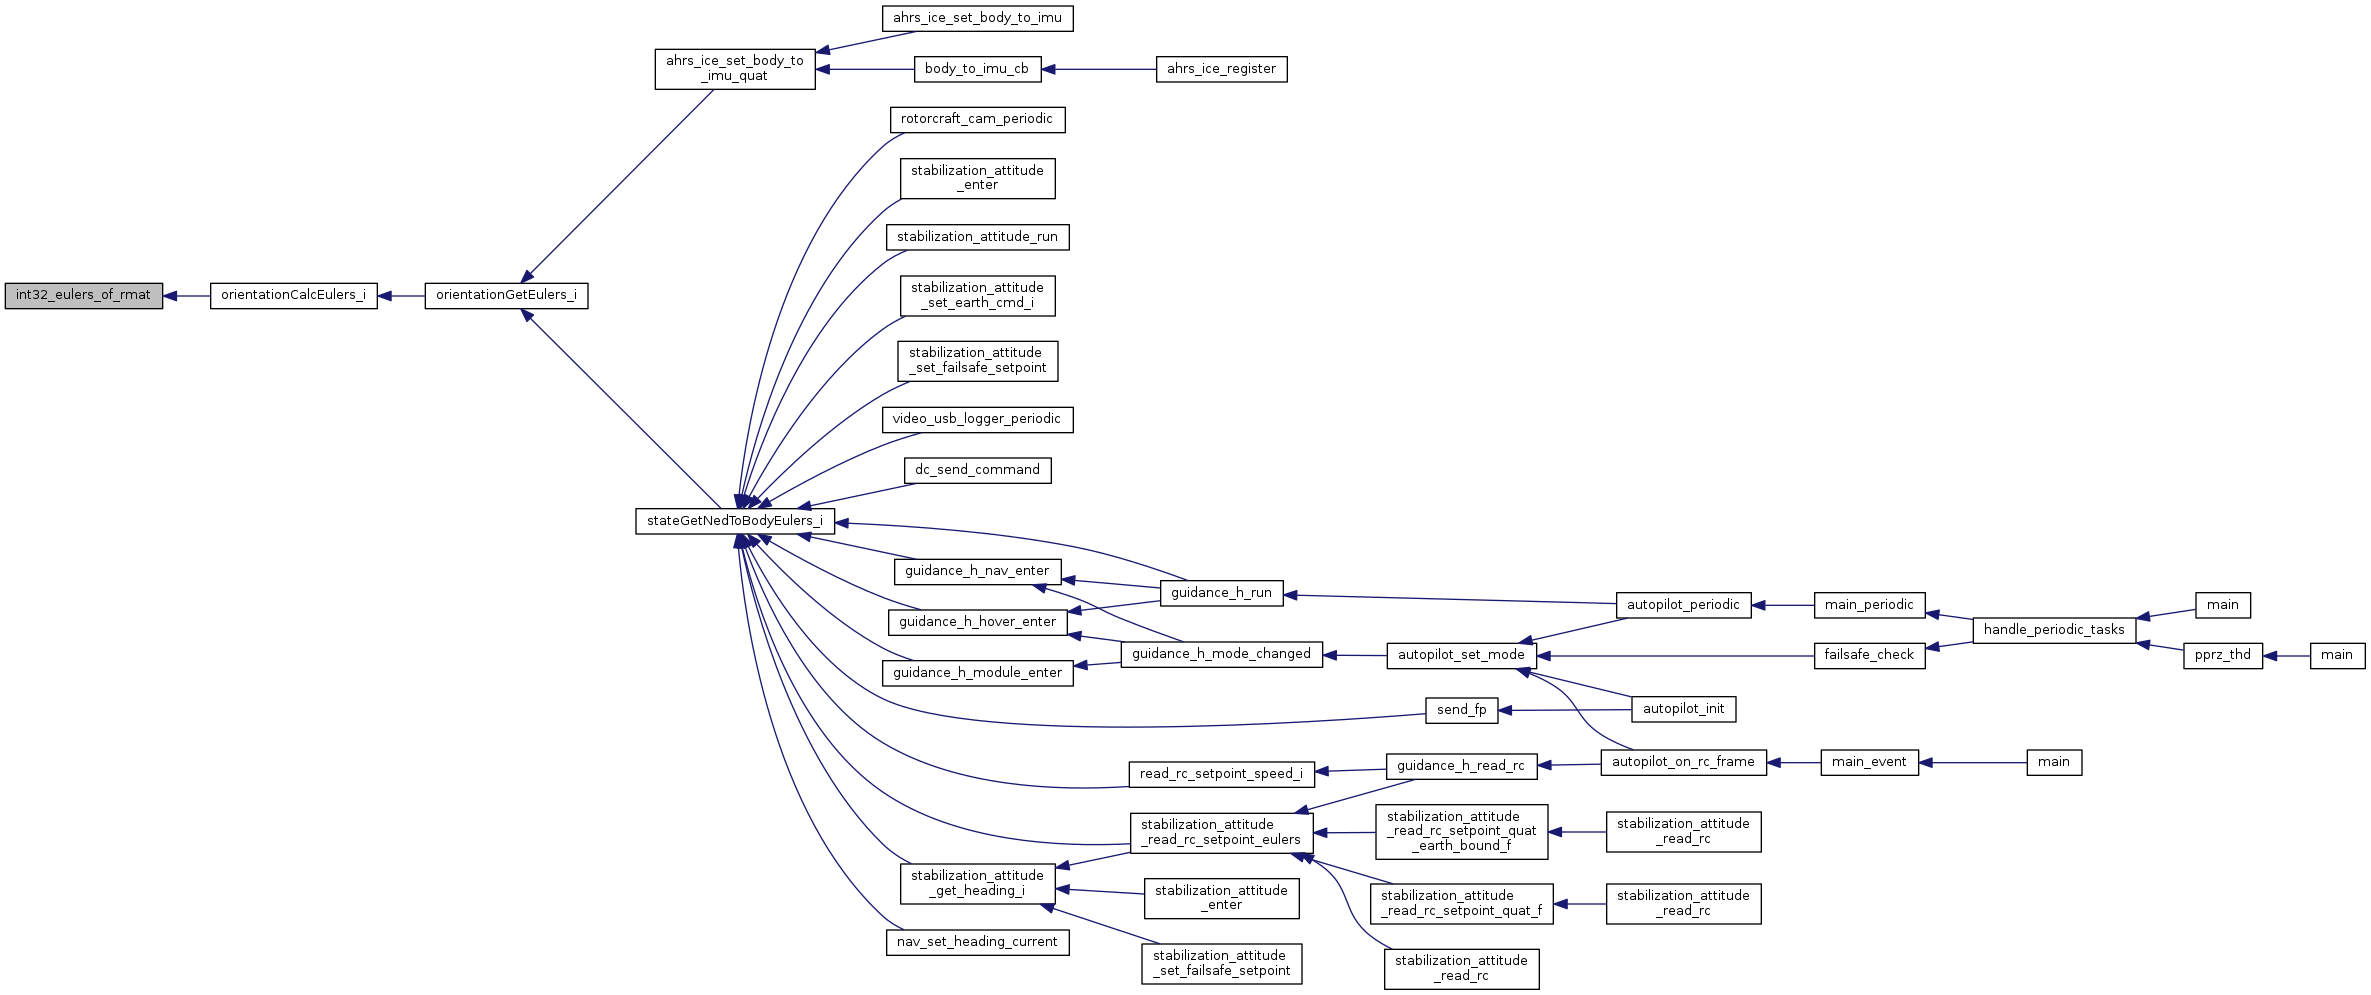 ahrs_ice_set_body_to_imu
ahrs_ice_set_body_to
_imu_quat
body_to_imu_cb
ahrs_ice_register
rotorcraft_cam_periodic
stabilization_attitude
_enter
stabilization_attitude_run
int32_eulers_of_rmat
orientationCalcEulers_i
orientationGetEulers_i
stabilization_attitude
_set_earth_cmd_i
stabilization_attitude
_set_failsafe_setpoint
video_usb_logger_periodic
dc_send_command
stateGetNedToBodyEulers_i
guidance_h_nav_enter
guidance_h_run
guidance_h_hover_enter
guidance_h_mode_changed
guidance_h_module_enter
autopilot_periodic
main_periodic
handle_periodic_tasks
main
autopilot_set_mode
failsafe_check
pprz_thd
main
send_fp
autopilot_init
read_rc_setpoint_speed_i
guidance_h_read_rc
autopilot_on_rc_frame
main_event
main
stabilization_attitude
_read_rc_setpoint_eulers
stabilization_attitude
_read_rc_setpoint_quat
_earth_bound_f
stabilization_attitude
_read_rc
stabilization_attitude
_get_heading_i
stabilization_attitude
_enter
stabilization_attitude
_read_rc_setpoint_quat_f
stabilization_attitude
_read_rc
nav_set_heading_current
stabilization_attitude
_set_failsafe_setpoint
stabilization_attitude
_read_rc